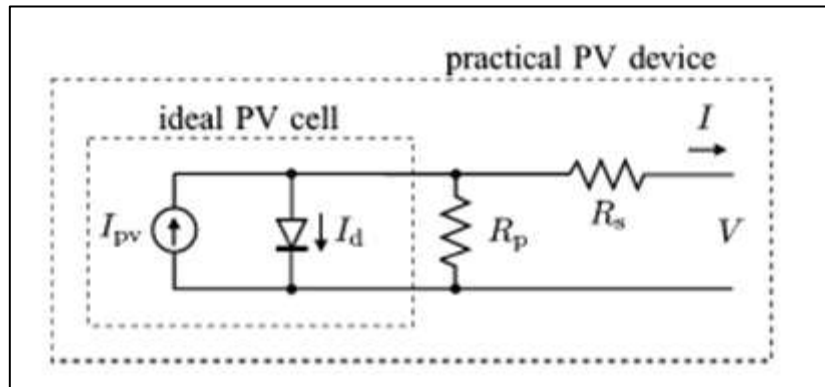 practical PV device
ideal PV cell
I
I_pv
I_d
R_p
R_s
V